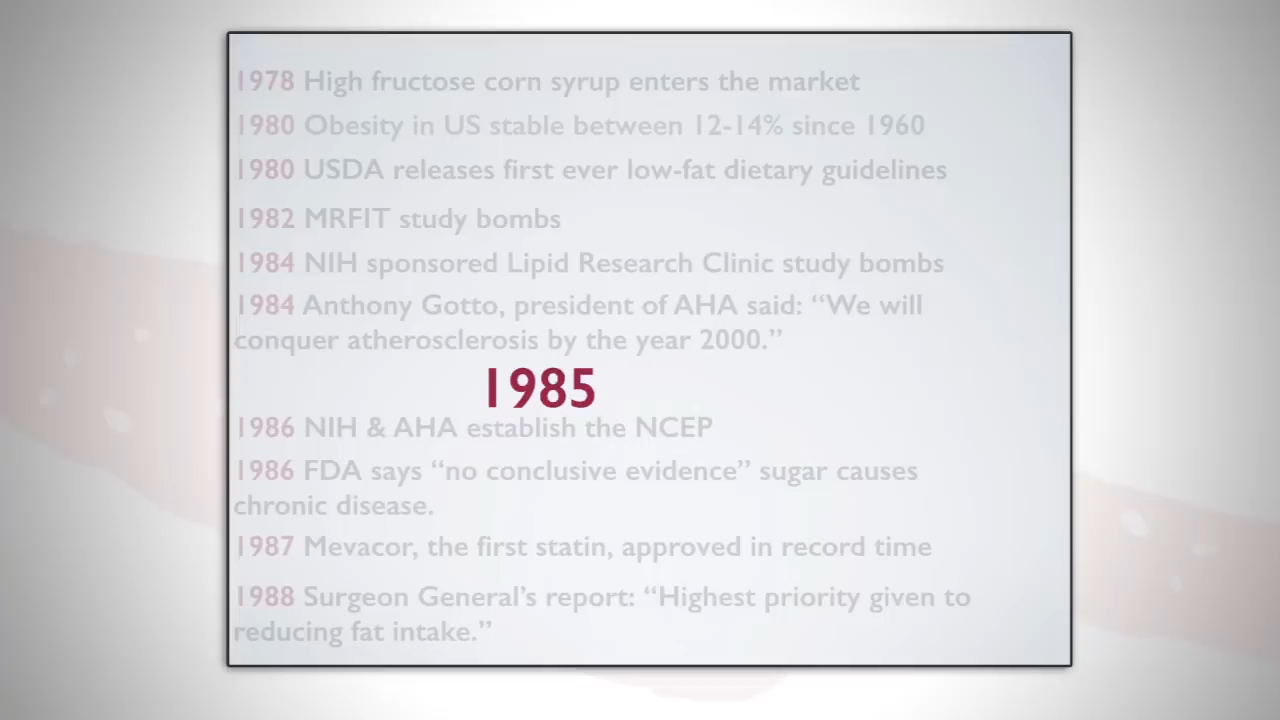 1978 High fructose corn syrup enters the market
1980 Obesity in US stable between 12-14% since 1960
1980 USDA releases first ever low-fat dietary guidelines
1982 MRFIT study bombs
1984 NIH sponsored Lipid Research Clinic study bombs
1984 Anthony Gotto, president of AHA said: “We will
conquer atherosclerosis by the year 2000.”
1985
1986 NIH & AHA establish the NCEP
1986 FDA says “no conclusive evidence” sugar causes
chronic disease.
1987 Mevacor, the first statin, approved in record time
1988 Surgeon General’s report: “Highest priority given to
reducing fat intake.”